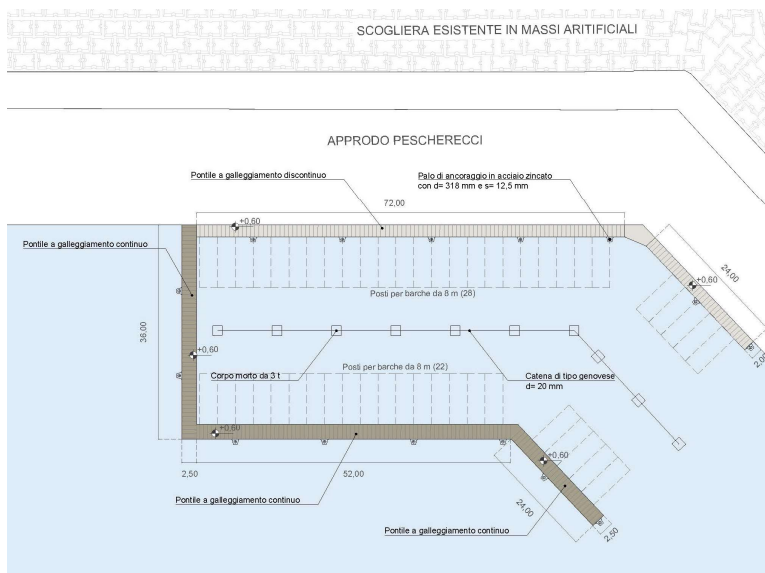 SCOGLIERA ESISTENTE IN MASSI ARITIFICIALI
APPRODO PESCHERECCI
Pontile a galleggiamento discontinuo
Palo di ancoraggio in acciaio zincato
con d= 318 mm e s= 12,5 mm
72,00
+0,60
Pontile a galleggiamento continuo
24,00
+0,60
Posti per barche da 8 m (28)
36,00
2,00
+0,60
Posti per barche da 8 m (22)
Corpo morto da 3 t
Catena di tipo genovese
d= 20 mm
+0,60
+0,60
2,50
52,00
Pontile a galleggiamento continuo
24,00
Pontile a galleggiamento continuo
2,50